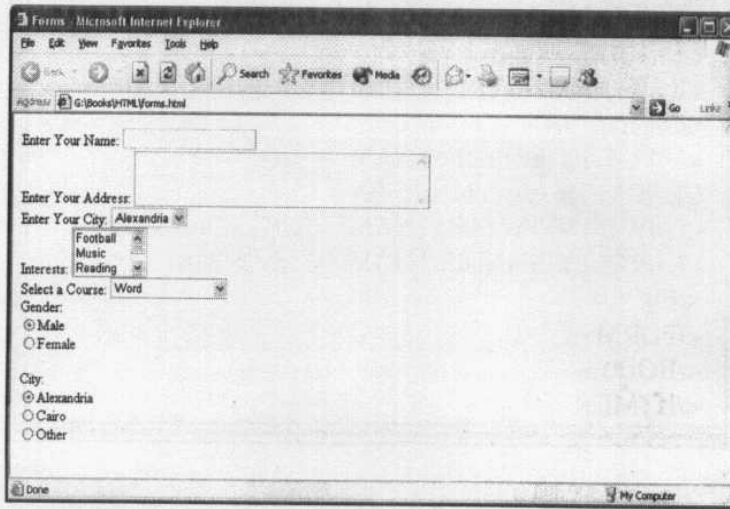 Forms - Microsoft Internet Explorer
File Edit View Favorites Tools Help
Back Search Favorites Media
Address G:\Books\HTML\forms.html Go Links
Enter Your Name:
Enter Your Address:
Enter Your City: Alexandria
Football
Music
Interests: Reading
Select a Course: Word
Gender:
Male
Female
City:
Alexandria
Cairo
Other
Done My Computer